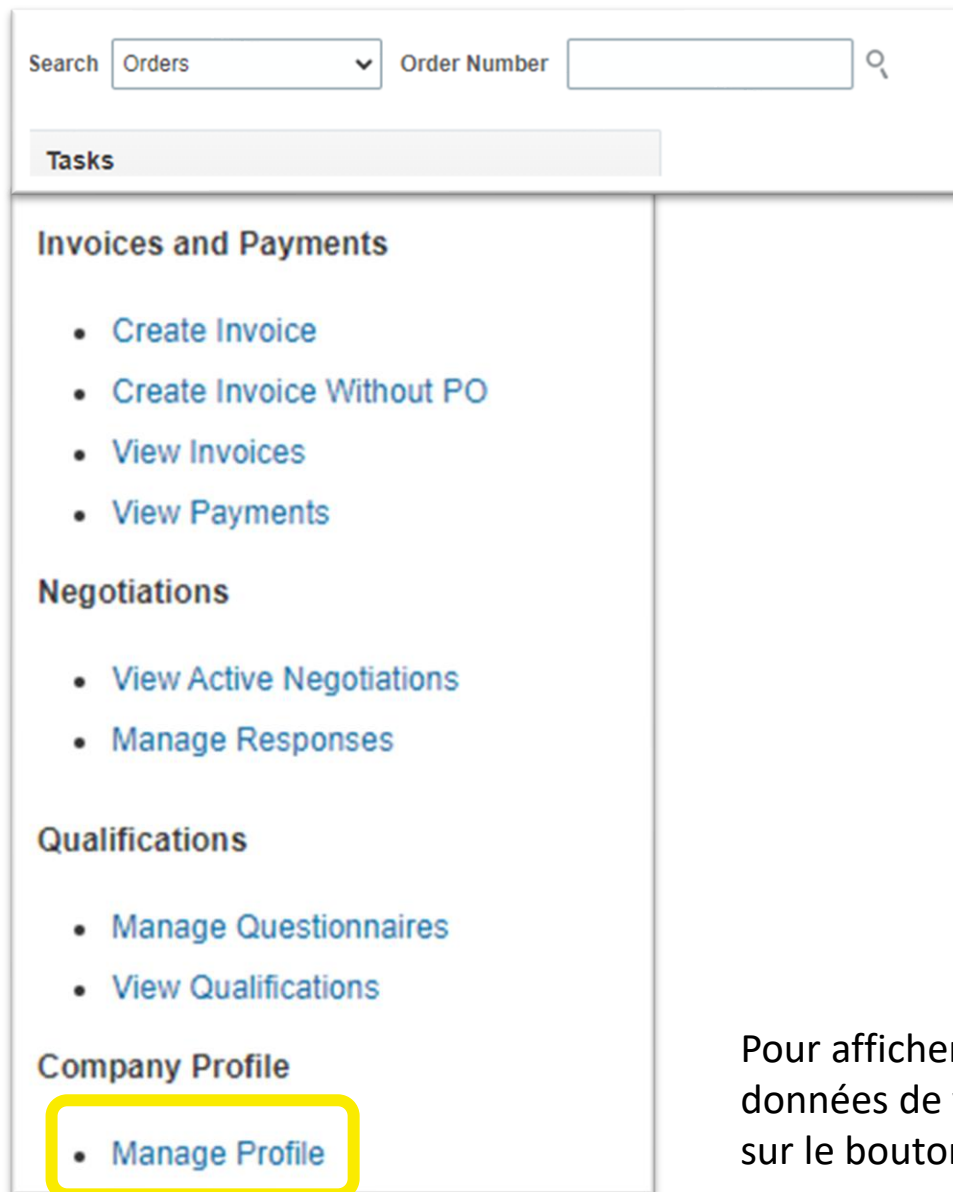 Search Orders Order Number
Tasks
Invoices and Payments
• Create Invoice
• Create Invoice Without PO
• View Invoices
• View Payments
Negotiations
• View Active Negotiations
• Manage Responses
Qualifications
• Manage Questionnaires
• View Qualifications
Company Profile
• Manage Profile
Pour afficher
données de
sur le bouton